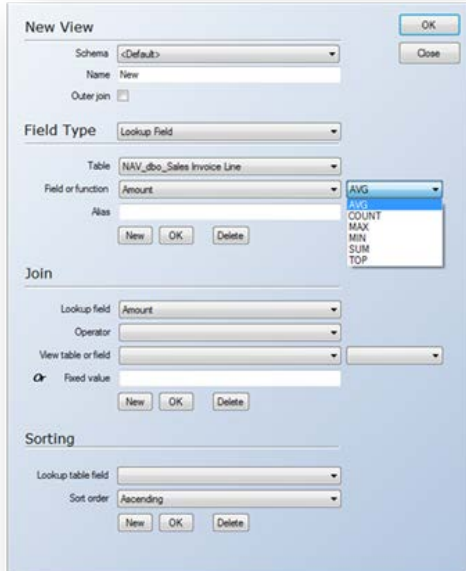 New View
OK
Schema <Default>
Close
Name New
Outer join
Field Type Lookup Field
Table NAV_dbo_Sales Invoice Line
Field or function Amount AVG
AVG
Alias
COUNT
MAX
New OK Delete
MIN
SUM
TOP
Join
Lookup field Amount
Operator
View table or field
Or Fixed value
New OK Delete
Sorting
Lookup table field
Sort order Ascending
New OK Delete